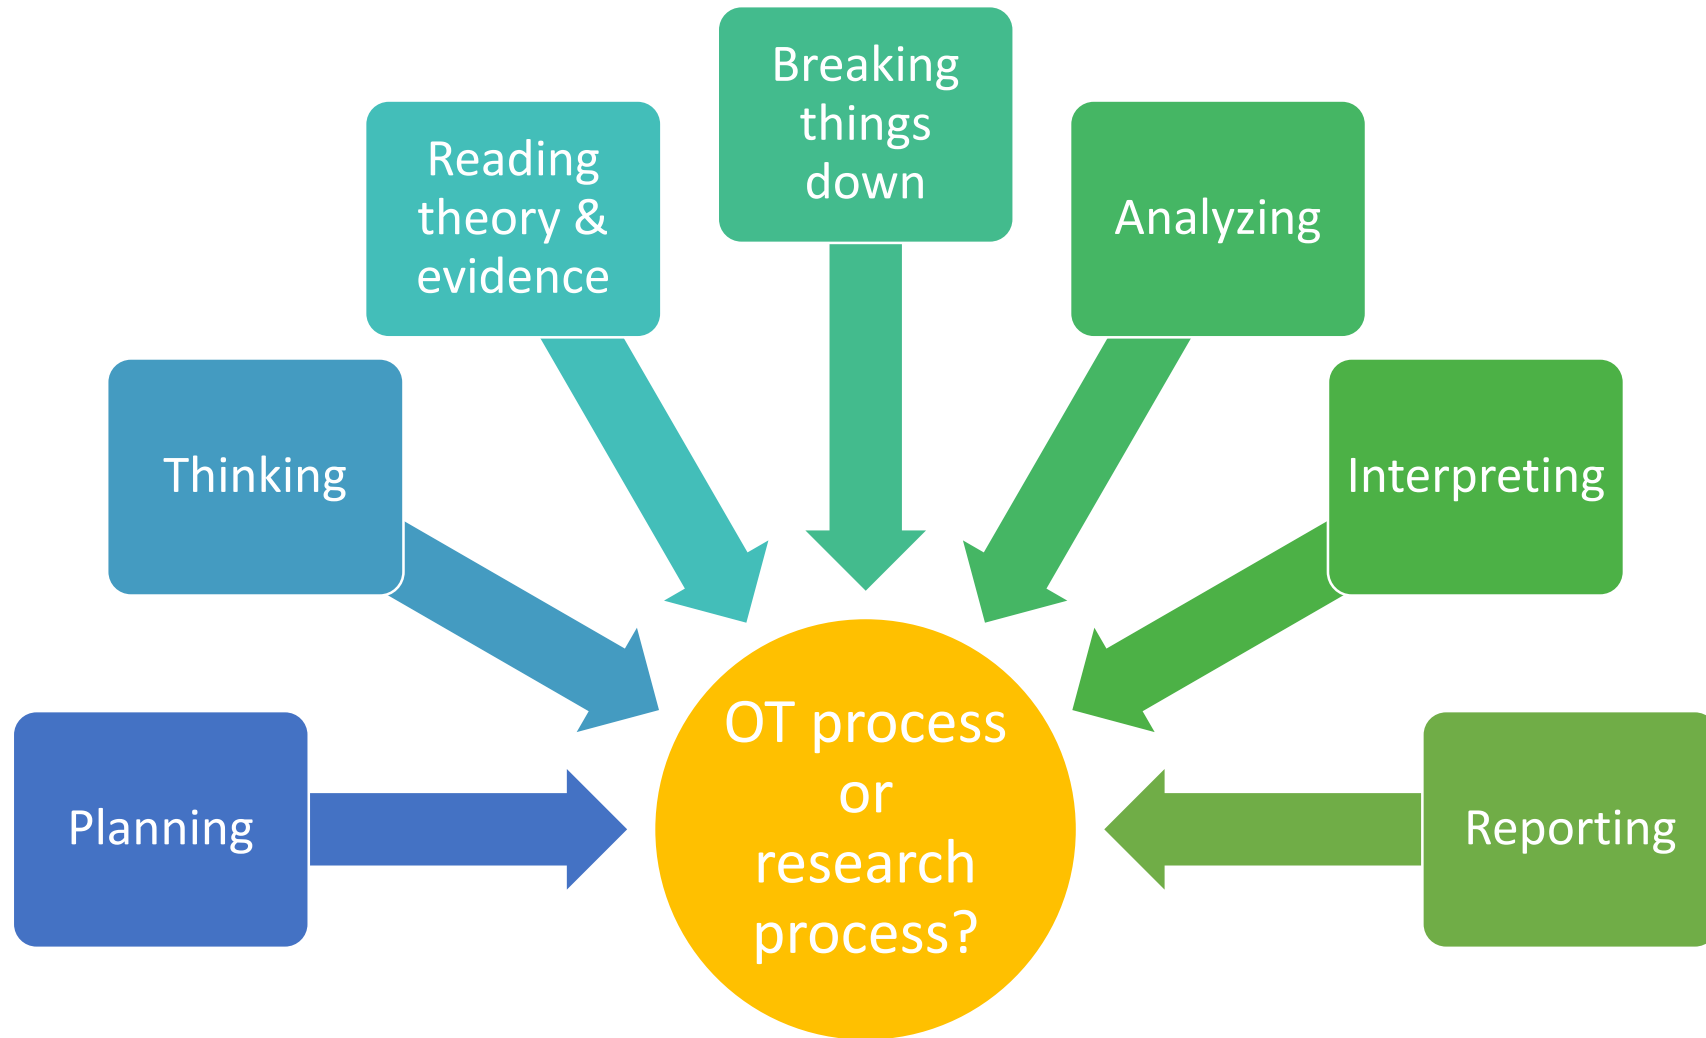 Planning
Thinking
Reading
theory &
evidence
Breaking
things
down
Analyzing
Interpreting
Reporting
OT process
or
research
process?